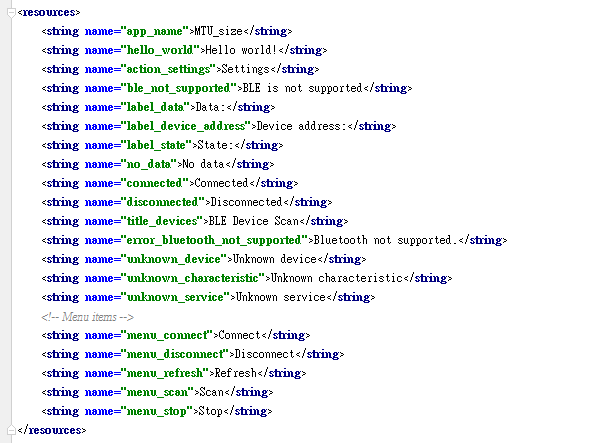 <resources>
<string name="app_name">MTU_size</string>
<string name="hello_world">Hello world!</string>
<string name="action_settings">Settings</string>
<string name="ble_not_supported">BLE is not supported</string>
<string name="label_data">Data:</string>
<string name="label_device_address">Device address:</string>
<string name="label_state">State:</string>
<string name="no_data">No data</string>
<string name="connected">Connected</string>
<string name="disconnected">Disconnected</string>
<string name="title_devices">BLE Device Scan</string>
<string name="error_bluetooth_not_supported">Bluetooth not supported.</string>
<string name="unknown_device">Unknown device</string>
<string name="unknown_characteristic">Unknown characteristic</string>
<string name="unknown_service">Unknown service</string>
<!-- Menu items -->
<string name="menu_connect">Connect</string>
<string name="menu_disconnect">Disconnect</string>
<string name="menu_refresh">Refresh</string>
<string name="menu_scan">Scan</string>
<string name="menu_stop">Stop</string>
</resources>